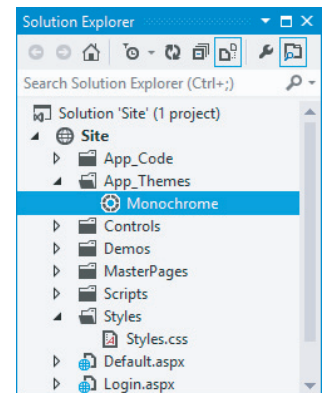 Solution Explorer
Search Solution Explorer (Ctrl+;)
Solution 'Site' (1 project)
Site
App_Code
App_Themes
Monochrome
Controls
Demos
MasterPages
Scripts
Styles
Styles.css
Default.aspx
Login.aspx